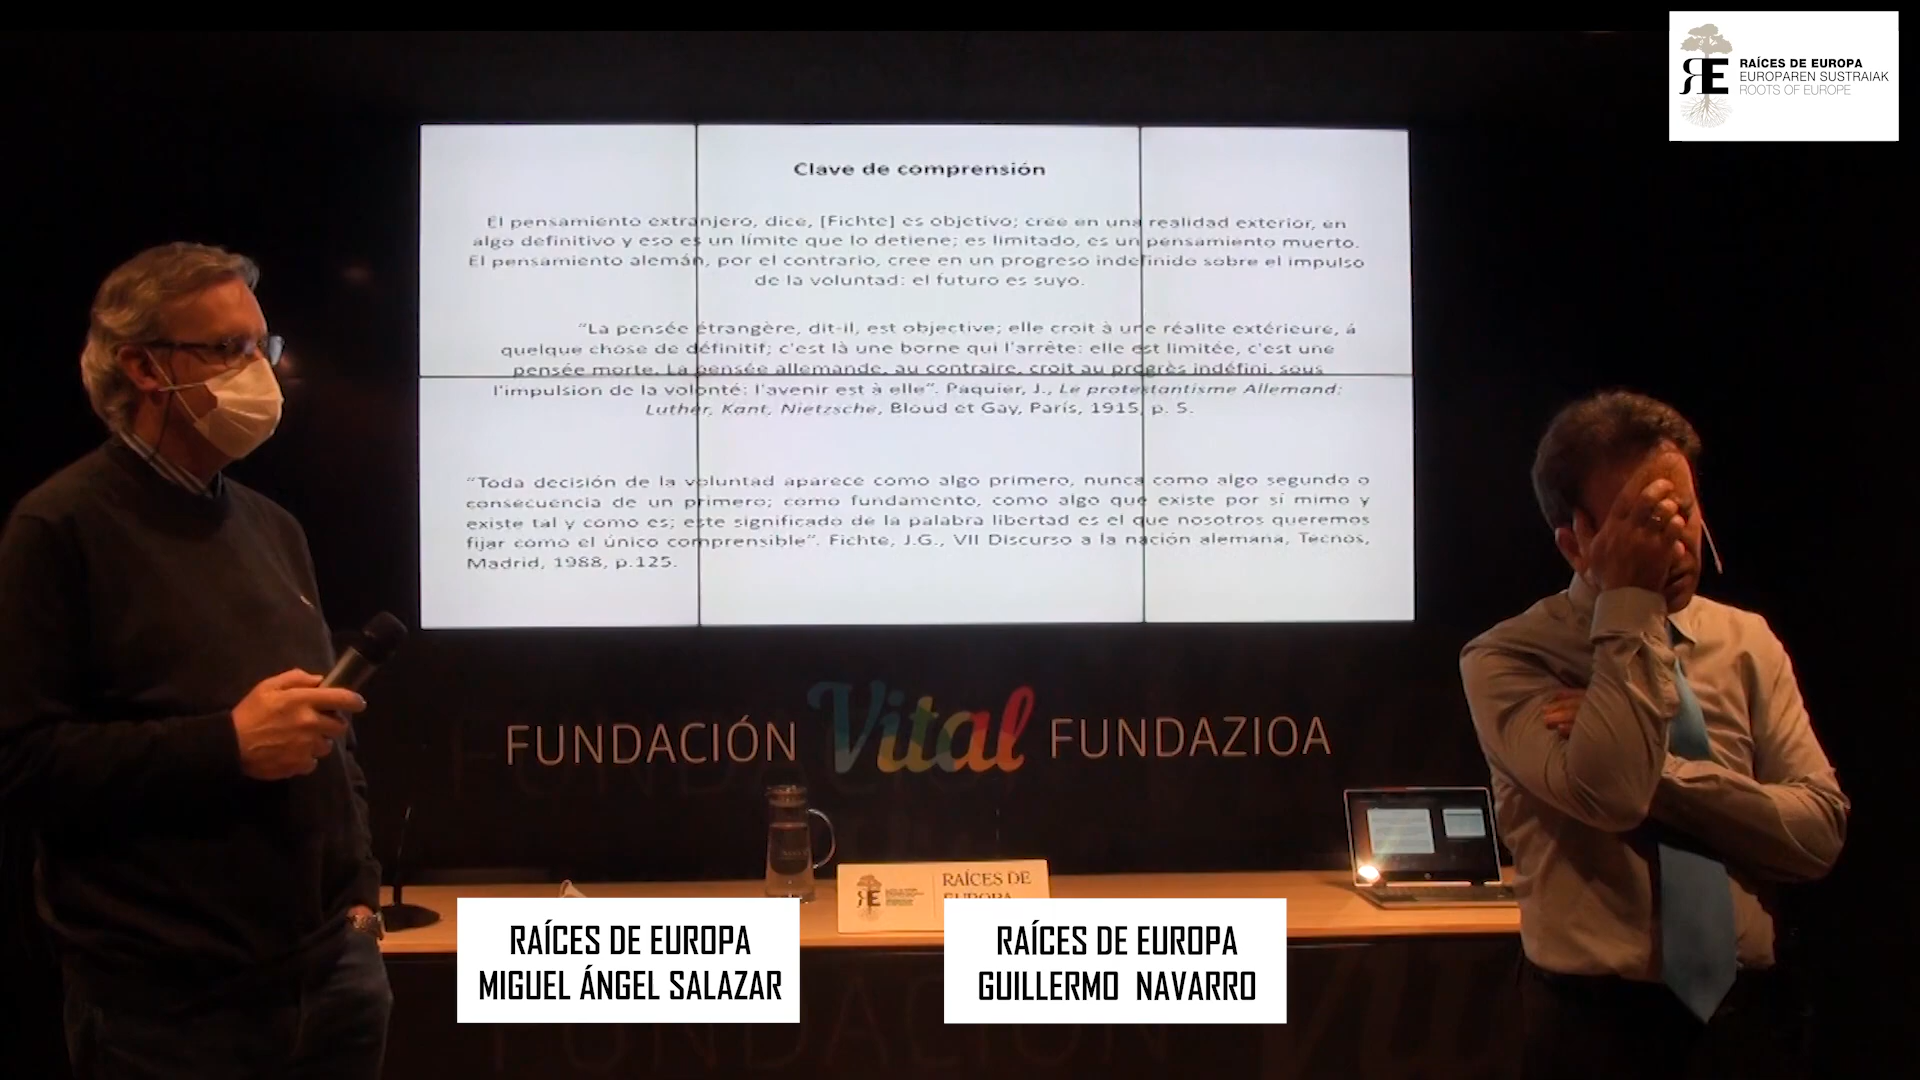 RAÍCES DE EUROPA
EUROPAREN SUSTRAIAK
ROOTS OF EUROPE
Clave de comprensión
El pensamiento extranjero, dice, [Fichte] es objetivo; cree en una realidad exterior, en
algo definitivo y eso es un límite que lo detiene; es limitado, es un pensamiento muerto.
El pensamiento alemán, por el contrario, cree en un progreso indefinido sobre el impulso
de la voluntad: el futuro es suyo.
“La pensée étrangère, dit-il, est objective; elle croit à une réalite extérieure, á
quelque chose de définitif; c'est là une borne qui l'arrête: elle est limitée, c'est une
pensée morte. La pensée allemande, au contraire, croit au progrès indéfini, sous
l'impulsion de la volonté: l'avenir est à elle”. Paquier, J., Le protestantisme Allemand:
Luther, Kant, Nietzsche, Bloud et Gay, París, 1915, p. 5.
“Toda decisión de la voluntad aparece como algo primero, nunca como algo segundo o
consecuencia de un primero; como fundamento, como algo que existe por sí mimo y
existe tal y como es; este significado de la palabra libertad es el que nosotros queremos
fijar como el único comprensible”. Fichte, J.G., VII Discurso a la nación alemana, Tecnos,
Madrid, 1988, p.125.
FUNDACIÓN Vital FUNDAZIOA
RAÍCES DE
EUROPA
RAÍCES DE EUROPA
MIGUEL ÁNGEL SALAZAR
RAÍCES DE EUROPA
GUILLERMO NAVARRO